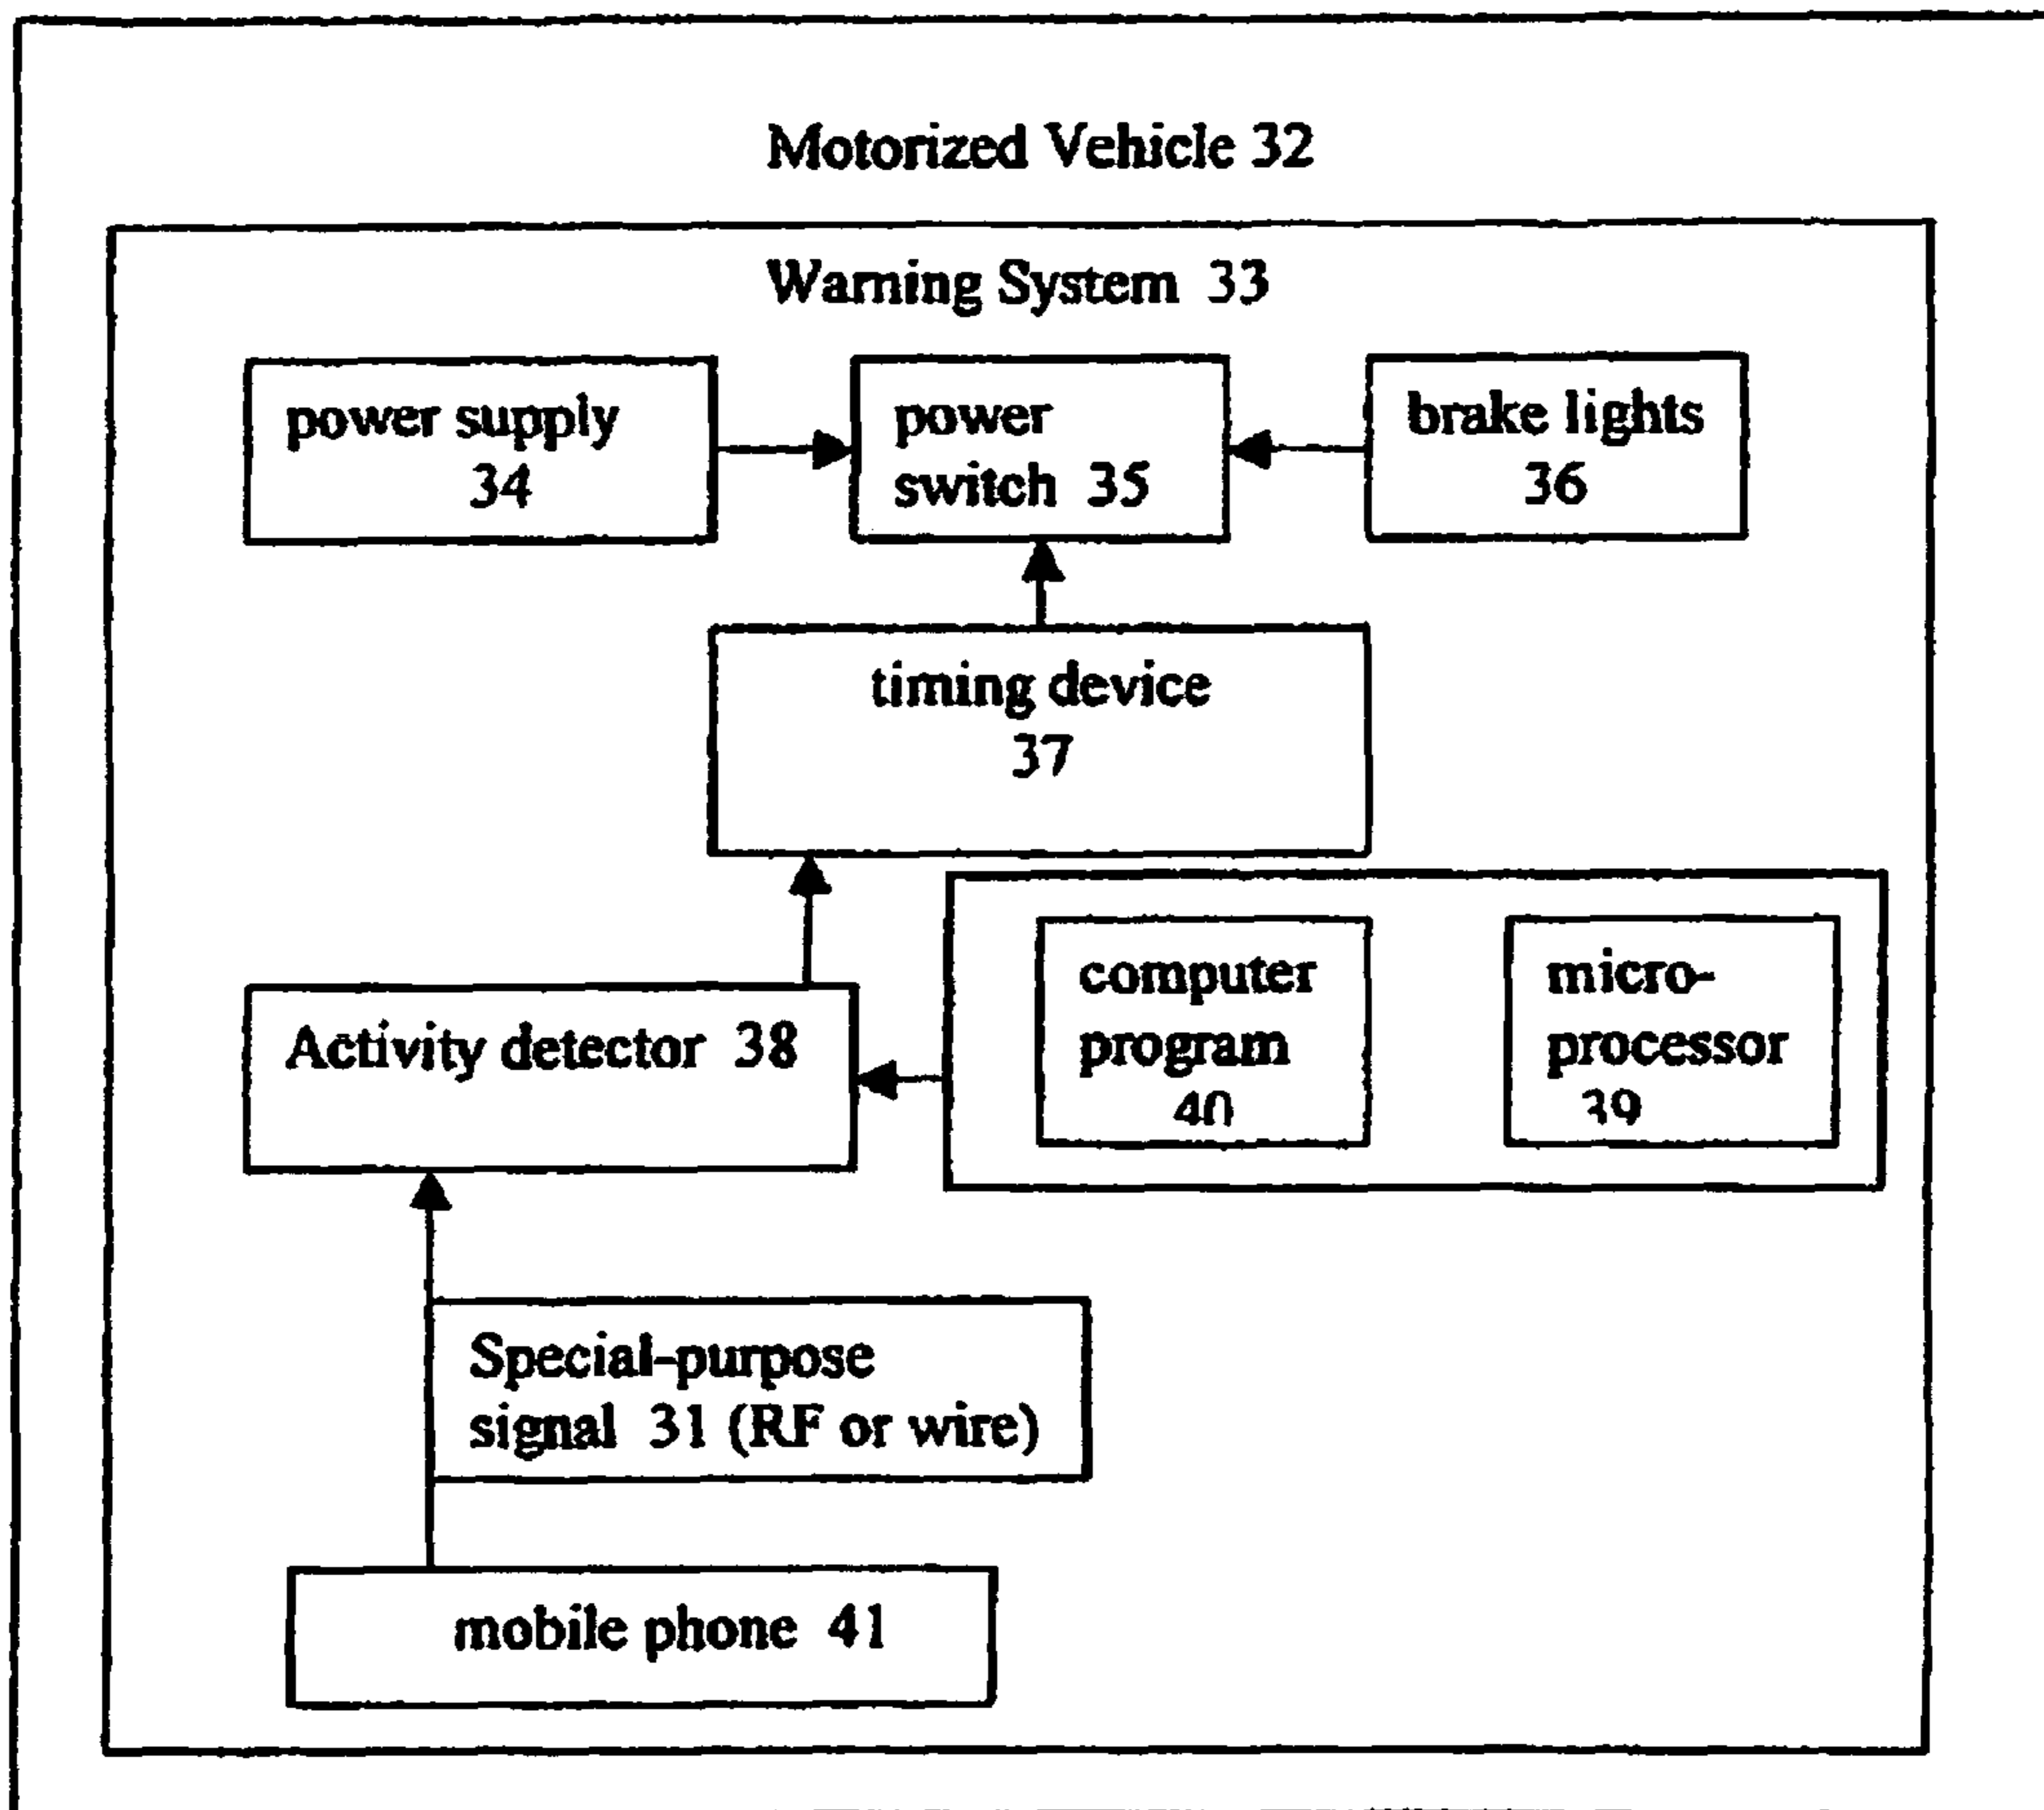 Motorized Vehicle 32
Warning System 33
power supply
34
power
switch 35
brake lights
36
timing device
37
computer
program
40
micro-
processor
39
Activity detector 38
Special-purpose
signal 31 (RF or wire)
mobile phone 41